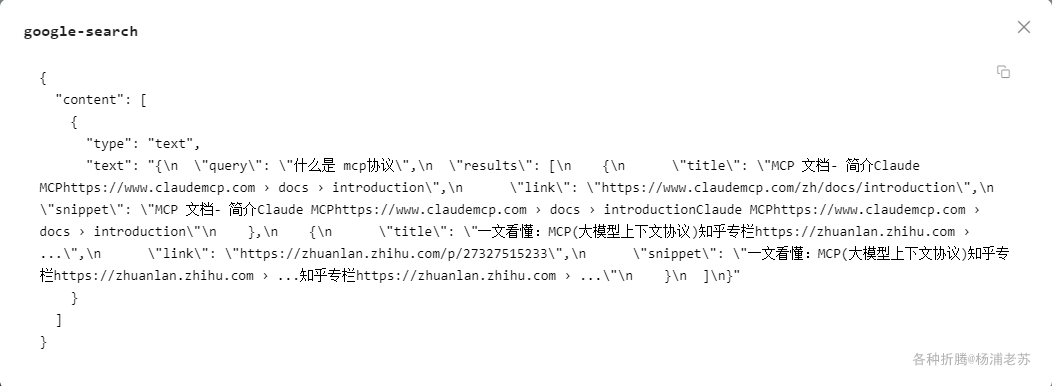 google-search
{
"content": [
{
"type": "text",
"text": "{\n  \"query\": \"什么是 mcp协议\",\n  \"results\": [\n    {\n      \"title\": \"MCP 文档- 简介Claude
MCPhttps://www.claudemcp.com › docs › introduction\",\n      \"link\": \"https://www.claudemcp.com/zh/docs/introduction\",\n
\"snippet\": \"MCP 文档- 简介Claude MCPhttps://www.claudemcp.com › docs › introductionClaude MCPhttps://www.claudemcp.com ›
docs › introduction\"\n    },\n    {\n      \"title\": \"一文看懂：MCP(大模型上下文协议)知乎专栏https://zhuanlan.zhihu.com ›
...\",\n      \"link\": \"https://zhuanlan.zhihu.com/p/27327515233\",\n      \"snippet\": \"一文看懂：MCP(大模型上下文协议)知乎专
栏https://zhuanlan.zhihu.com › ...知乎专栏https://zhuanlan.zhihu.com › ...\"\n    }\n  ]\n}"
}
]
}
各种折腾@杨浦老苏